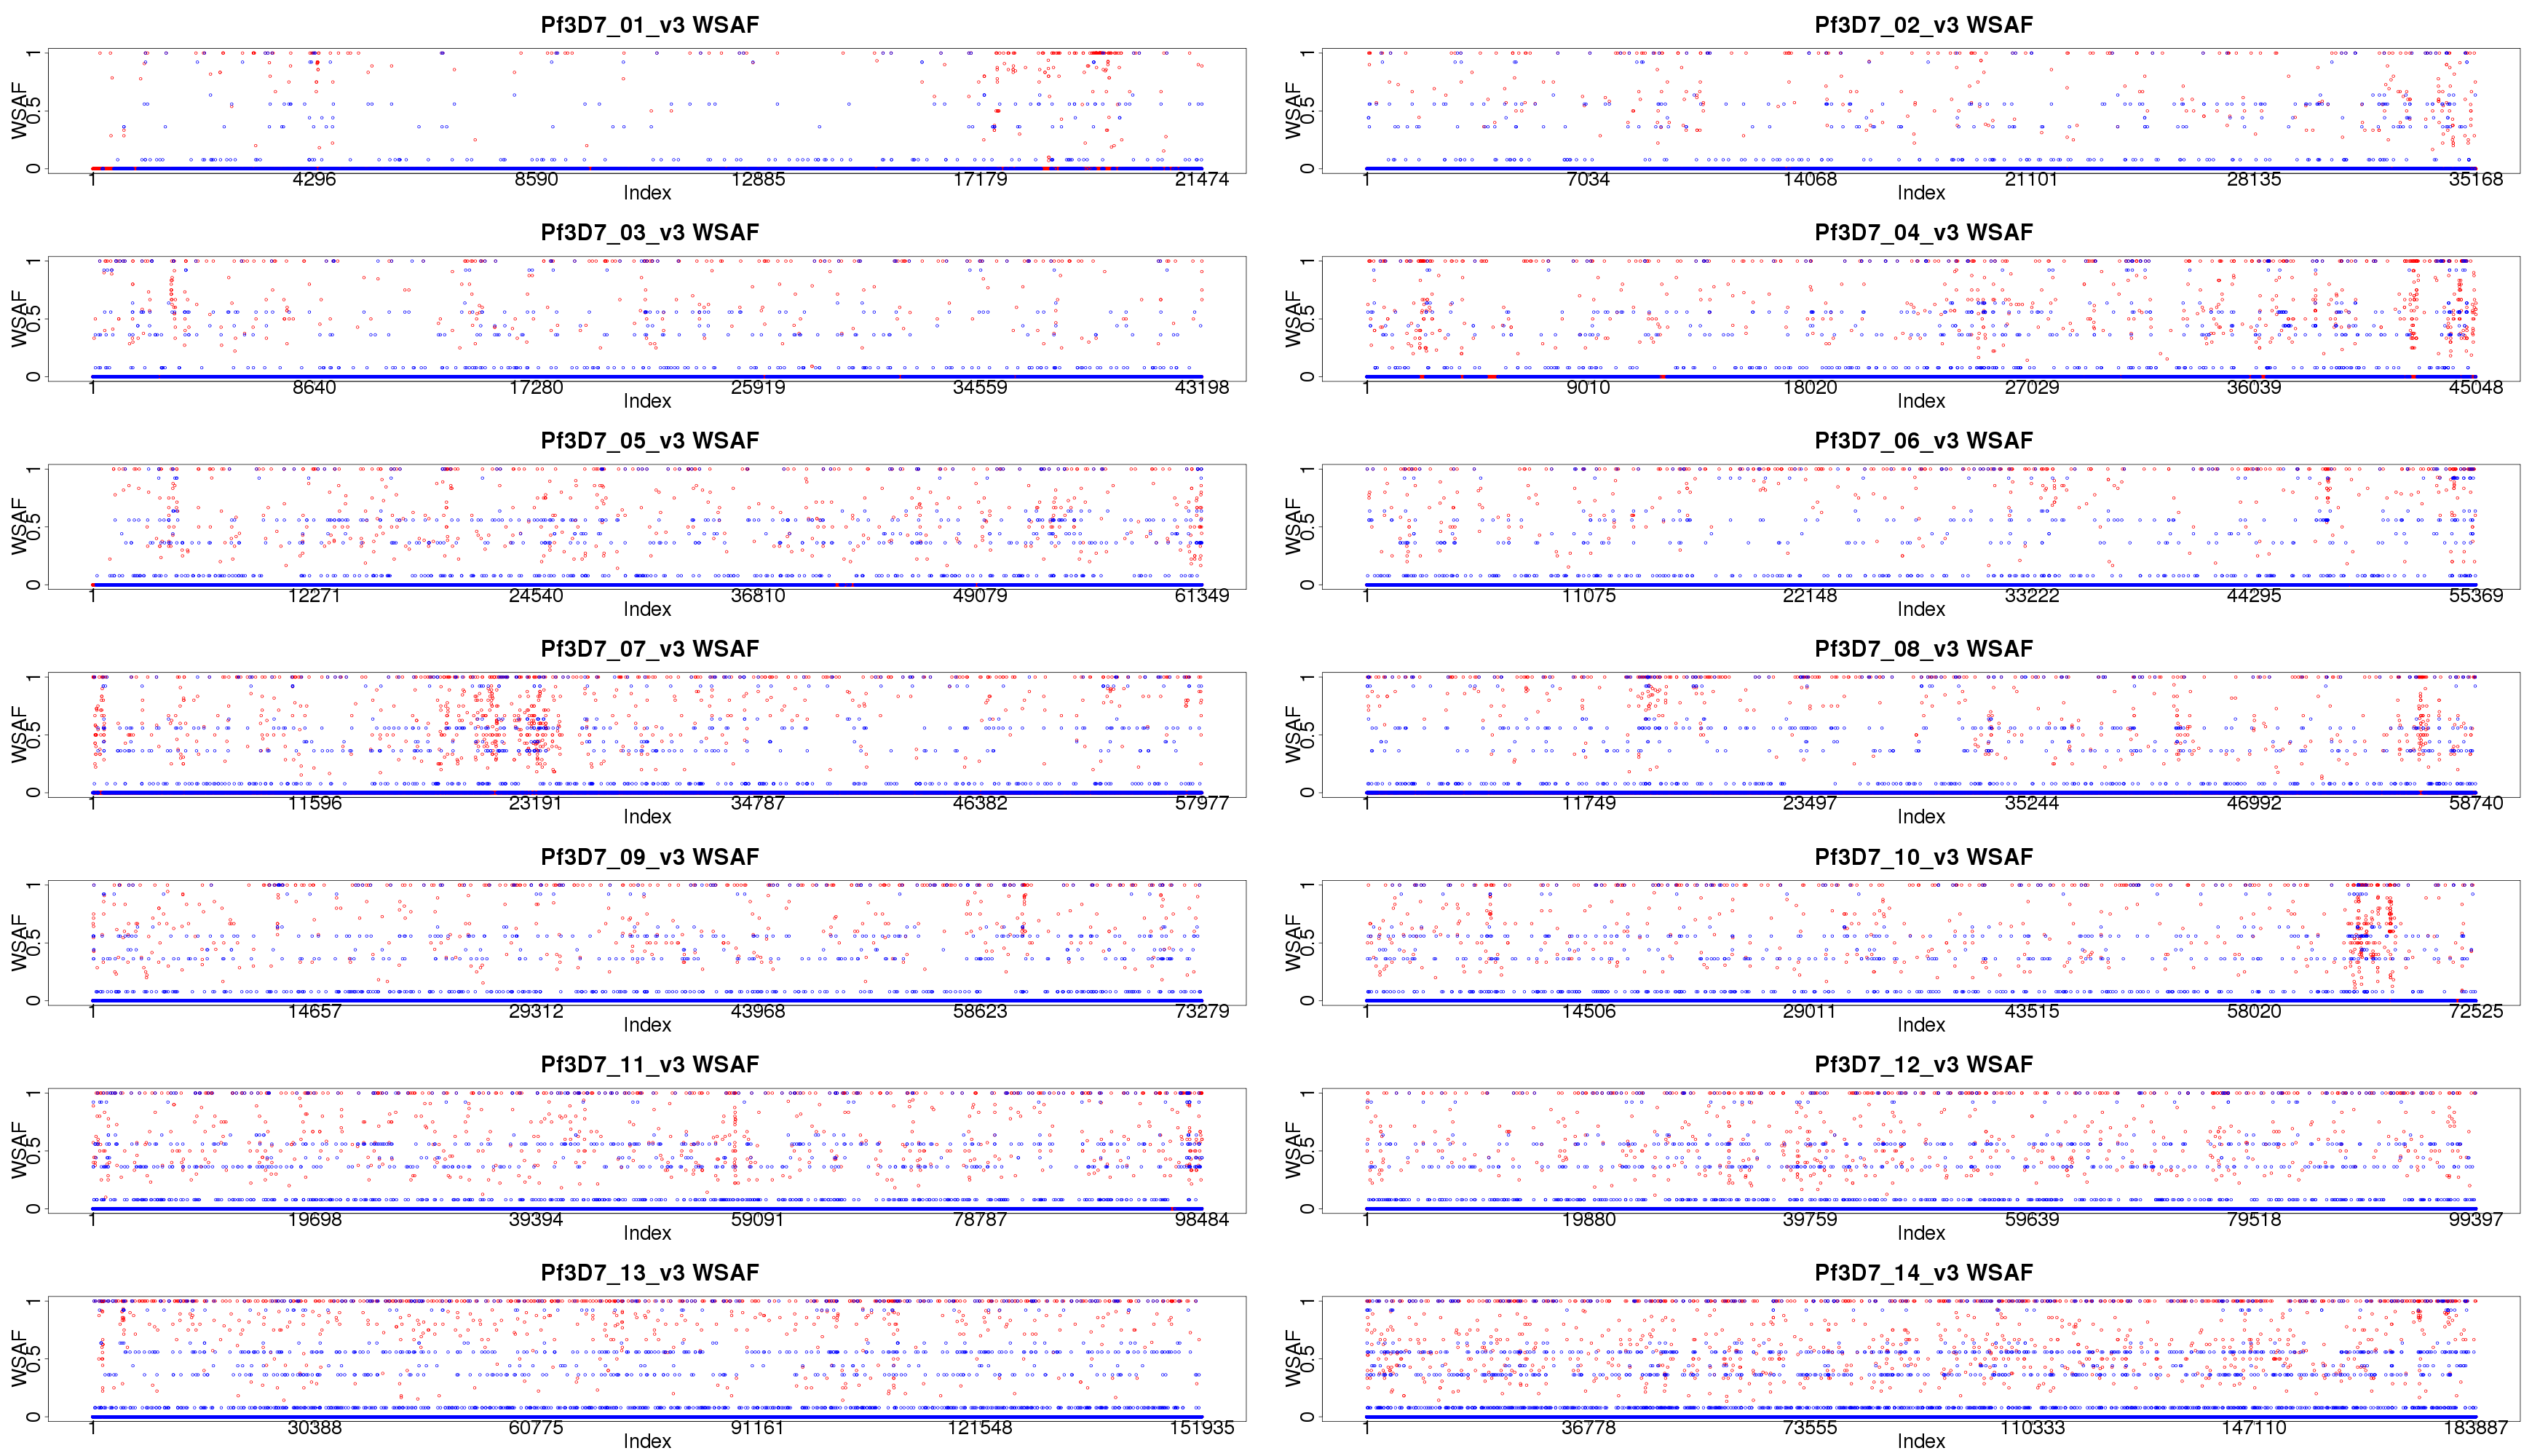 Pf3D7_01_v3 WSAF
WSAF
0 0.5 1
1 4296 8590 12885 17179 21474
Index
Pf3D7_02_v3 WSAF
WSAF
0 0.5 1
1 7034 14068 21101 28135 35168
Index
Pf3D7_03_v3 WSAF
WSAF
0 0.5 1
1 8640 17280 25919 34559 43198
Index
Pf3D7_04_v3 WSAF
WSAF
0 0.5 1
1 9010 18020 27029 36039 45048
Index
Pf3D7_05_v3 WSAF
WSAF
0 0.5 1
1 12271 24540 36810 49079 61349
Index
Pf3D7_06_v3 WSAF
WSAF
0 0.5 1
1 11075 22148 33222 44295 55369
Index
Pf3D7_07_v3 WSAF
WSAF
0 0.5 1
1 11596 23191 34787 46382 57977
Index
Pf3D7_08_v3 WSAF
WSAF
0 0.5 1
1 11749 23497 35244 46992 58740
Index
Pf3D7_09_v3 WSAF
WSAF
0 0.5 1
1 14657 29312 43968 58623 73279
Index
Pf3D7_10_v3 WSAF
WSAF
0 0.5 1
1 14506 29011 43515 58020 72525
Index
Pf3D7_11_v3 WSAF
WSAF
0 0.5 1
1 19698 39394 59091 78787 98484
Index
Pf3D7_12_v3 WSAF
WSAF
0 0.5 1
1 19880 39759 59639 79518 99397
Index
Pf3D7_13_v3 WSAF
WSAF
0 0.5 1
1 30388 60775 91161 121548 151935
Index
Pf3D7_14_v3 WSAF
WSAF
0 0.5 1
1 36778 73555 110333 147110 183887
Index